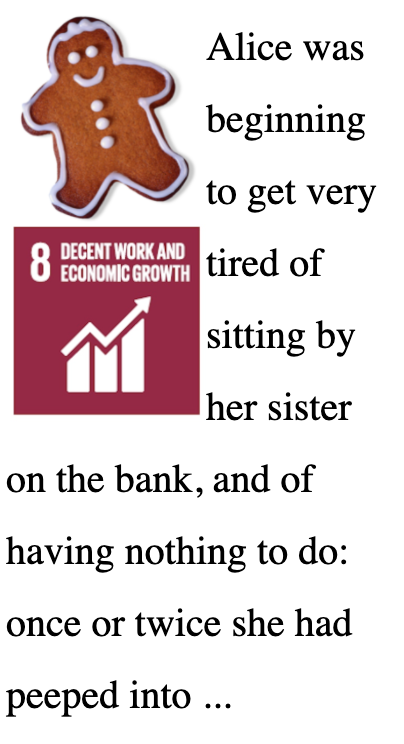 Alice was
beginning
to get very
8 DECENT WORK AND
ECONOMIC GROWTH
tired of
sitting by
her sister
on the bank, and of
having nothing to do:
once or twice she had
peeped into ...